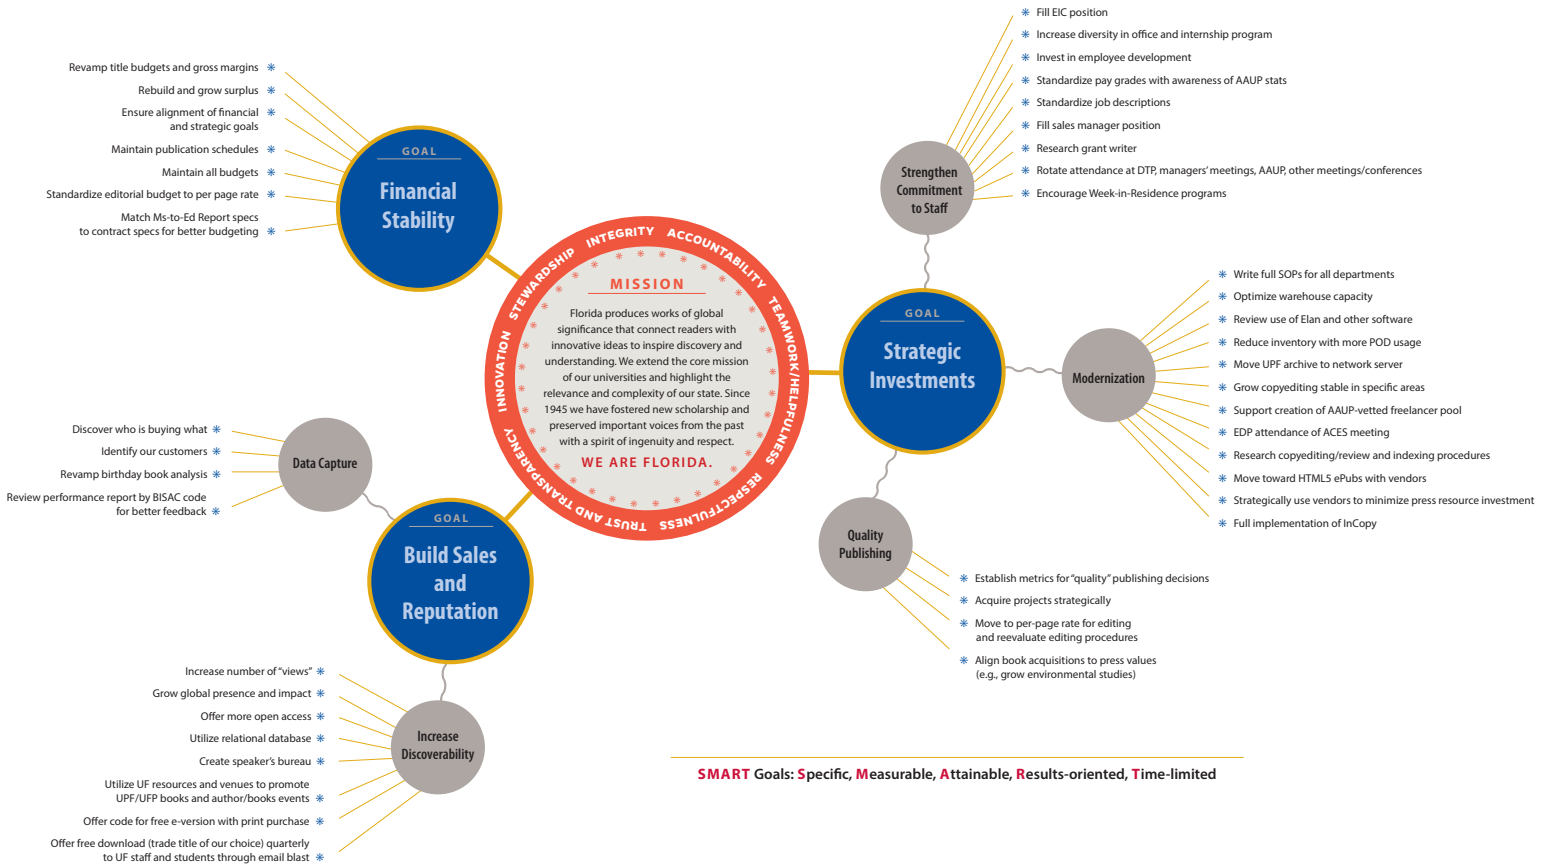 Revamp title budgets and gross margins
Rebuild and grow surplus
Ensure alignment of financial
and strategic goals
Maintain publication schedules
Maintain all budgets
Standardize editorial budget to per page rate
Match Ms-to-Ed Report specs
to contract specs for better budgeting
GOAL
Financial
Stability
INNOVATION STEWARDSHIP INTEGRITY ACCOUNTABILITY TEAMWORK/HELPFULNESS RESPECTFULNESS TRUST AND TRANSPARENCY
MISSION
Florida produces works of global
significance that connect readers with
innovative ideas to inspire discovery and
understanding. We extend the core mission
of our universities and highlight the
relevance and complexity of our state. Since
1945 we have fostered new scholarship and
preserved important voices from the past
with a spirit of ingenuity and respect.
WE ARE FLORIDA.
Fill EIC position
Increase diversity in office and internship program
Invest in employee development
Standardize pay grades with awareness of AAUP stats
Standardize job descriptions
Fill sales manager position
Research grant writer
Rotate attendance at DTP, managers' meetings, AAUP, other meetings/conferences
Encourage Week-in-Residence programs
Strengthen
Commitment
to Staff
GOAL
Strategic
Investments
Modernization
Write full SOPs for all departments
Optimize warehouse capacity
Review use of Elan and other software
Reduce inventory with more POD usage
Move UPF archive to network server
Grow copyediting stable in specific areas
Support creation of AAUP-vetted freelancer pool
EDP attendance of ACES meeting
Research copyediting/review and indexing procedures
Move toward HTML5 ePubs with vendors
Strategically use vendors to minimize press resource investment
Full implementation of InCopy
Quality
Publishing
Establish metrics for "quality" publishing decisions
Acquire projects strategically
Move to per-page rate for editing
and reevaluate editing procedures
Align book acquisitions to press values
(e.g., grow environmental studies)
Discover who is buying what
Identify our customers
Revamp birthday book analysis
Review performance report by BISAC code
for better feedback
Data Capture
GOAL
Build Sales
and
Reputation
Increase number of "views"
Grow global presence and impact
Offer more open access
Utilize relational database
Create speaker's bureau
Utilize UF resources and venues to promote
UPF/UFP books and author/books events
Offer code for free e-version with print purchase
Offer free download (trade title of our choice) quarterly
to UF staff and students through email blast
Increase
Discoverability
SMART Goals: Specific, Measurable, Attainable, Results-oriented, Time-limited